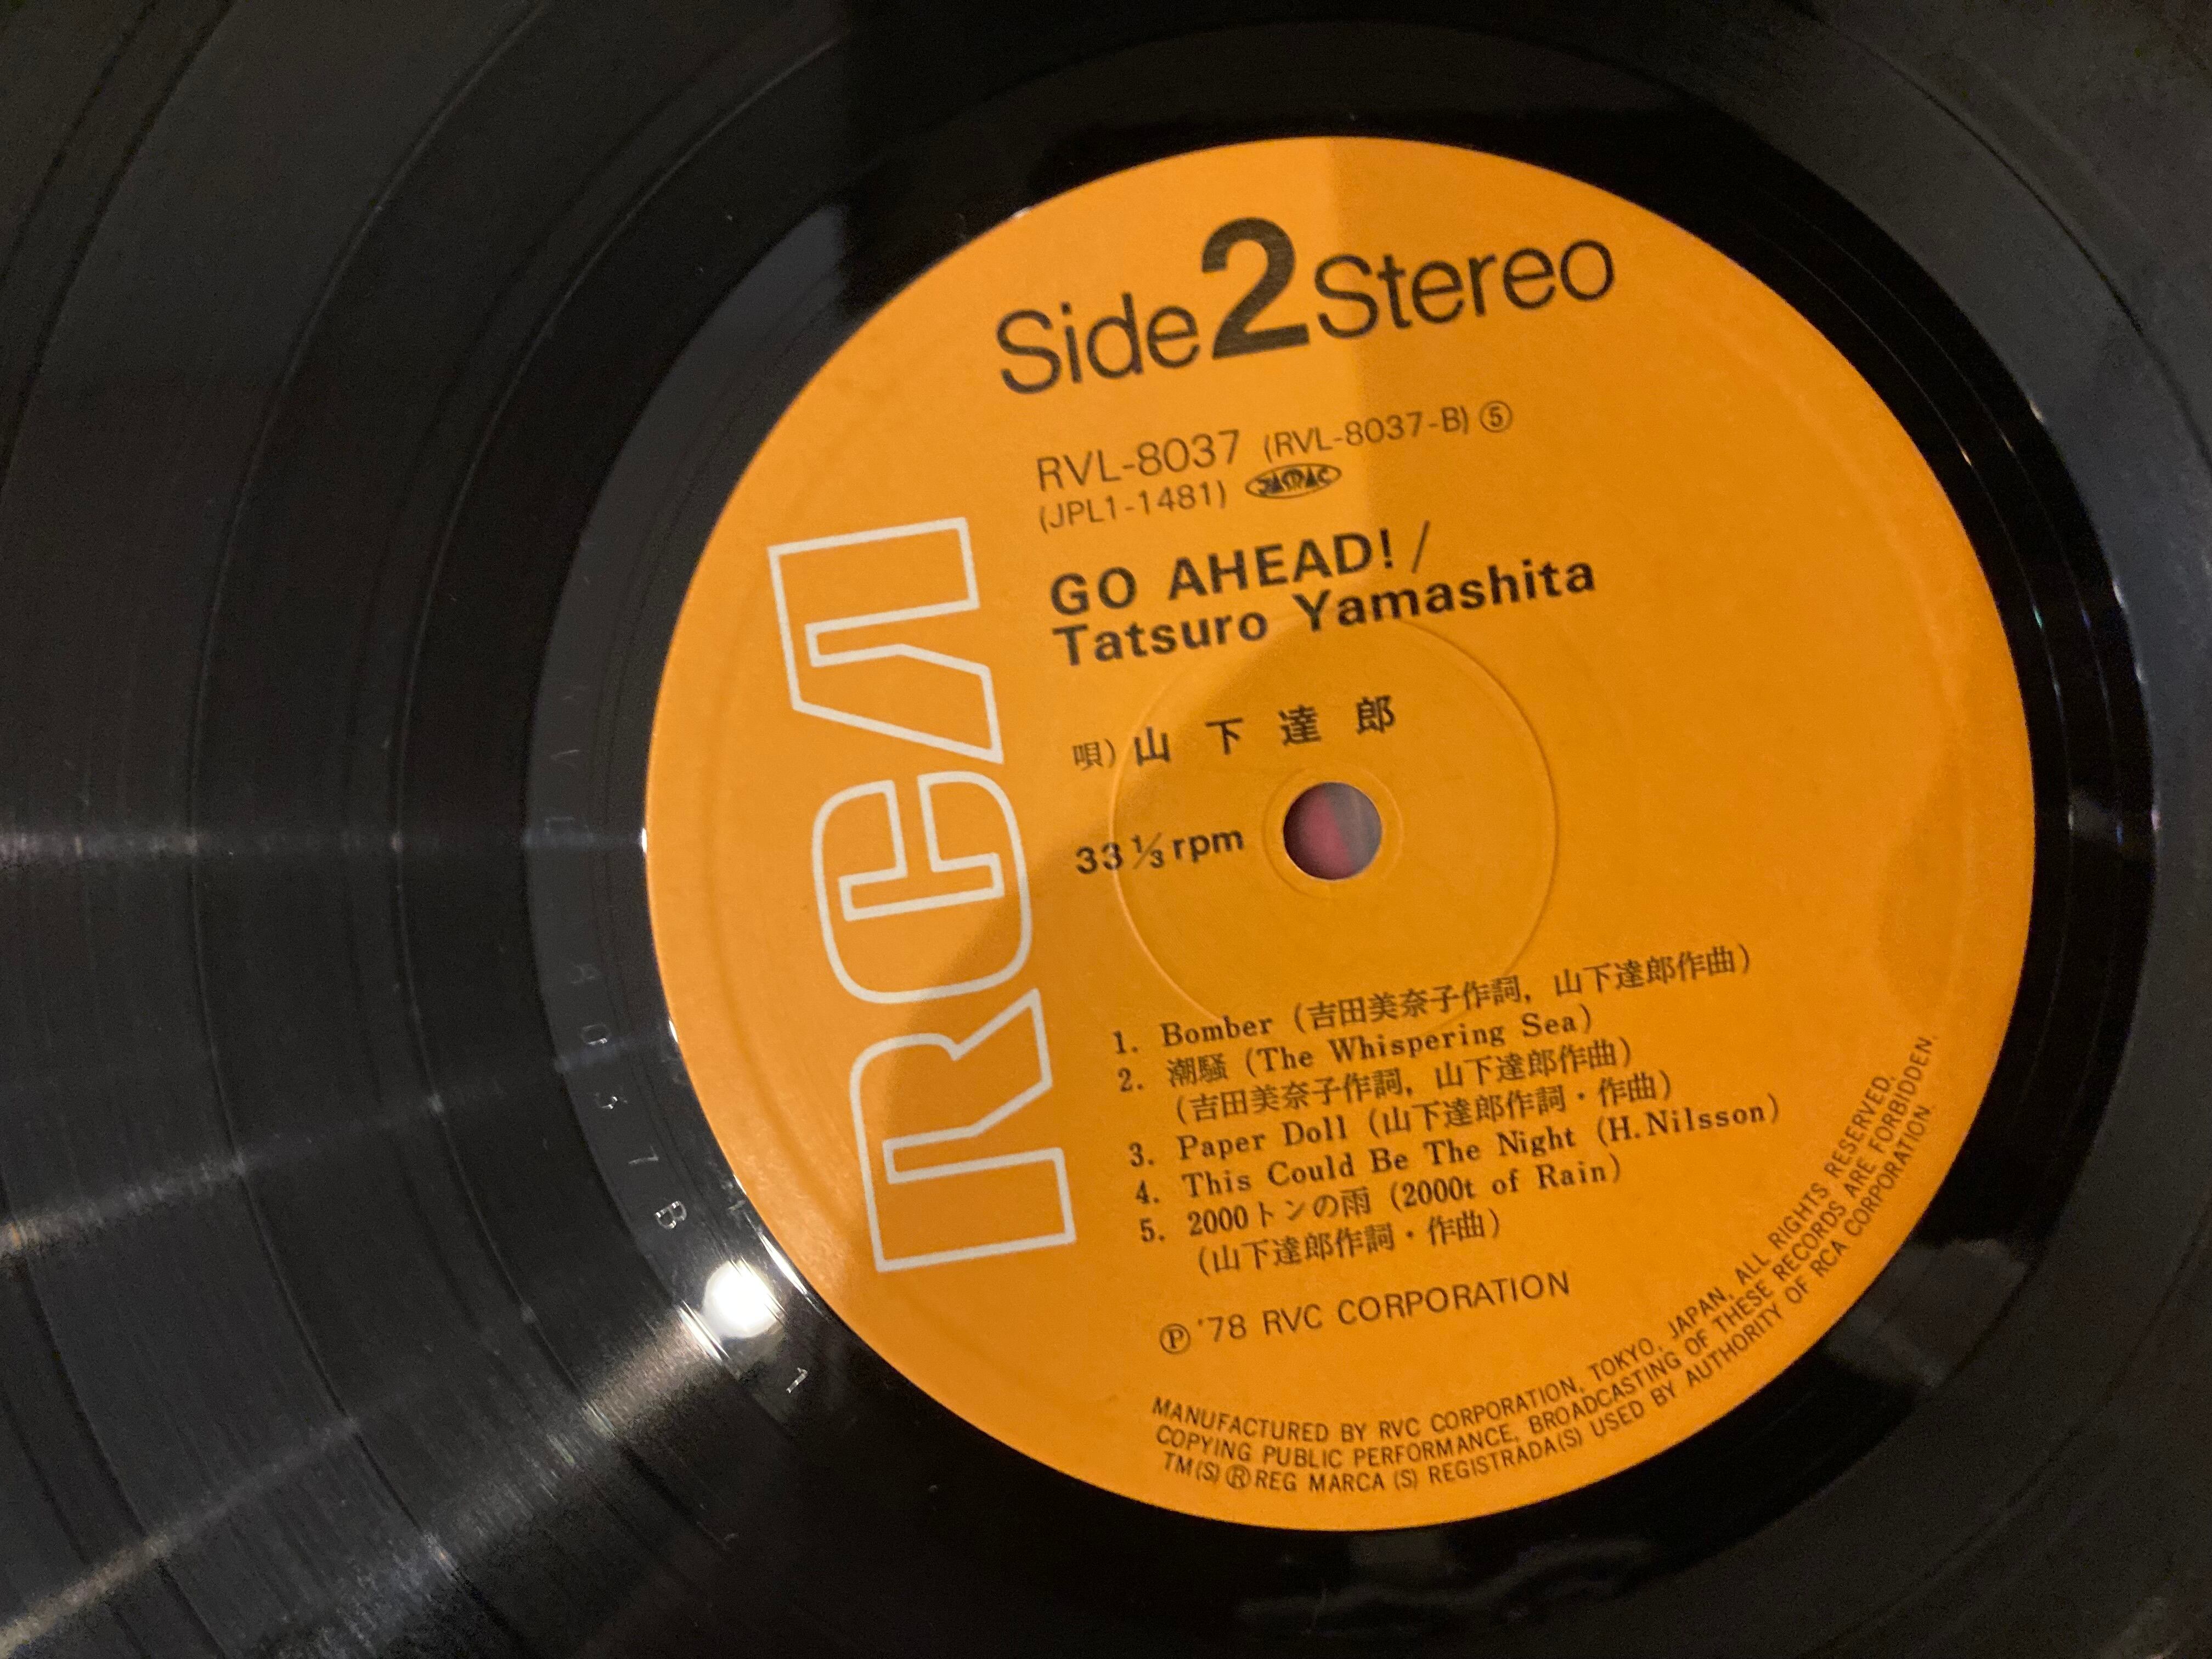 Side 2 Stereo
RVL-8037 (RVL-8037-B) ⑤
(JPL1-1481) JASRAC
GO AHEAD! /
Tatsuro Yamashita
唄) 山下達郎
33 1/3 rpm
RCA
1. Bomber (吉田美奈子作詞, 山下達郎作曲)
2. 潮騒 (The Whispering Sea)
(吉田美奈子作詞, 山下達郎作曲)
3. Paper Doll (山下達郎作詞・作曲)
4. This Could Be The Night (H. Nilsson)
5. 2000トンの雨 (2000t of Rain)
(山下達郎作詞・作曲)
Ⓟ '78 RVC CORPORATION
MANUFACTURED BY RVC CORPORATION, TOKYO, JAPAN, ALL RIGHTS RESERVED.
COPYING PUBLIC PERFORMANCE, BROADCASTING OF THESE RECORDS ARE FORBIDDEN.
TM(S) Ⓡ REG MARCA (S) REGISTRADA(S) USED BY AUTHORITY OF RCA CORPORATION.
8037B
1